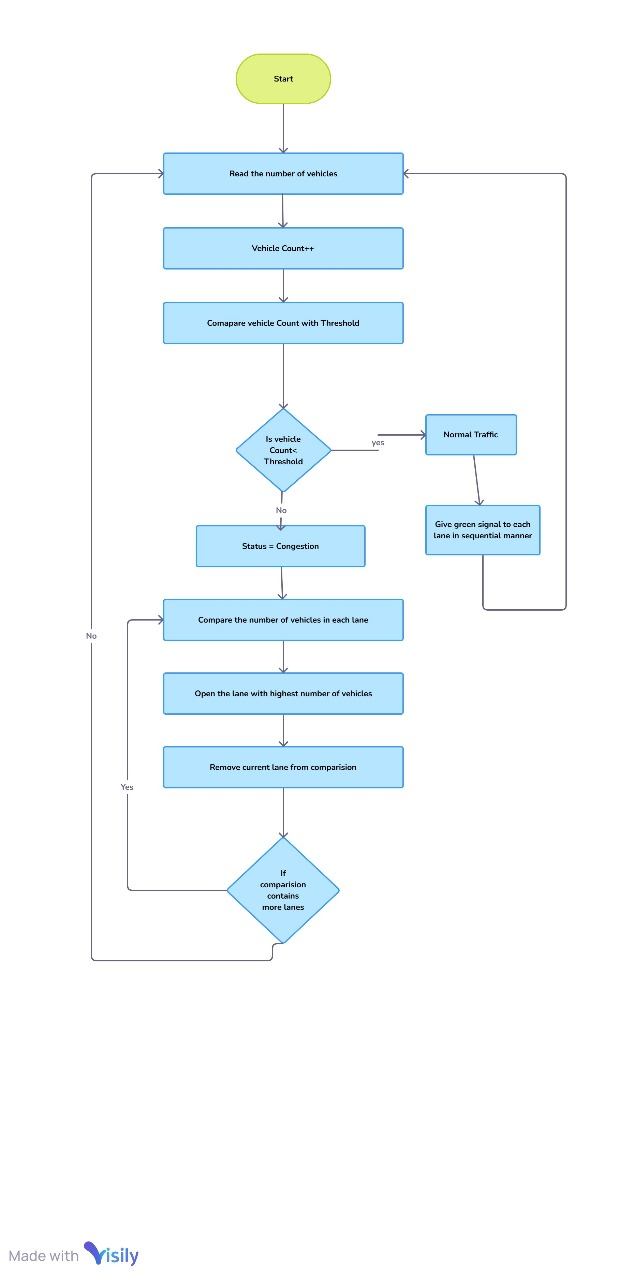 Start
Read the number of vehicles
Vehicle Count++
Comapare vehicle Count with Threshold
Is vehicle
Count<
Threshold
yes
Normal Traffic
No
Give green signal to each
lane in sequential manner
Status = Congestion
Compare the number of vehicles in each lane
No
Open the lane with highest number of vehicles
Remove current lane from comparision
Yes
If
comparision
contains
more lanes
Made with Visily